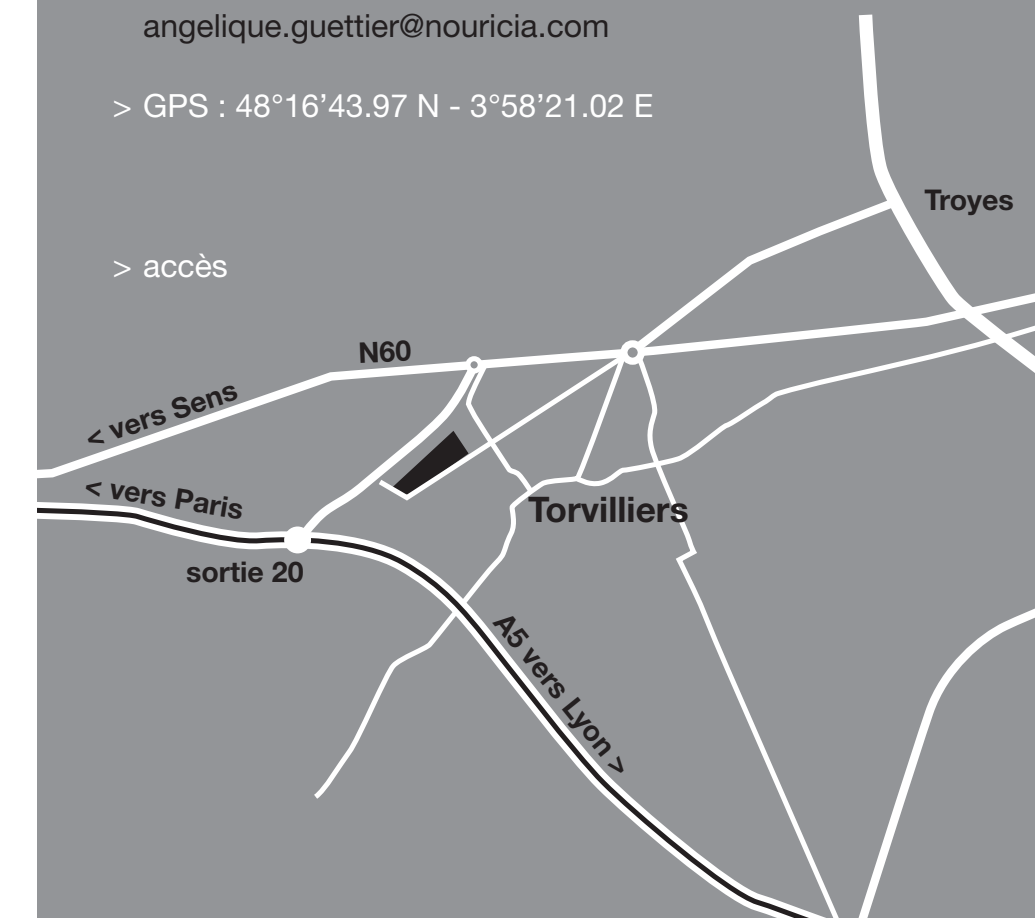 angelique.guettier@nouricia.com
> GPS : 48°16’43.97 N - 3°58’21.02 E
Troyes
> accès
N60
< vers Sens
< vers Paris
Torvilliers
sortie 20
A5 vers Lyon >